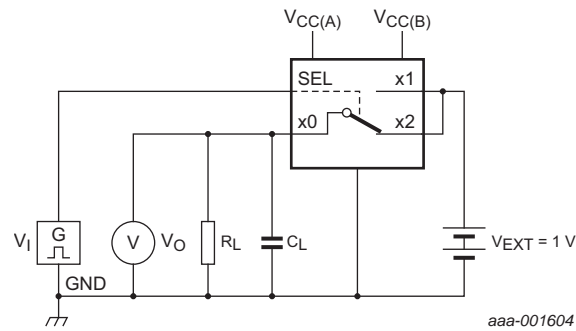 VCC(A) VCC(B)
SEL x1
x0 x2
VI G V VO RL CL VEXT = 1 V
GND
aaa-001604